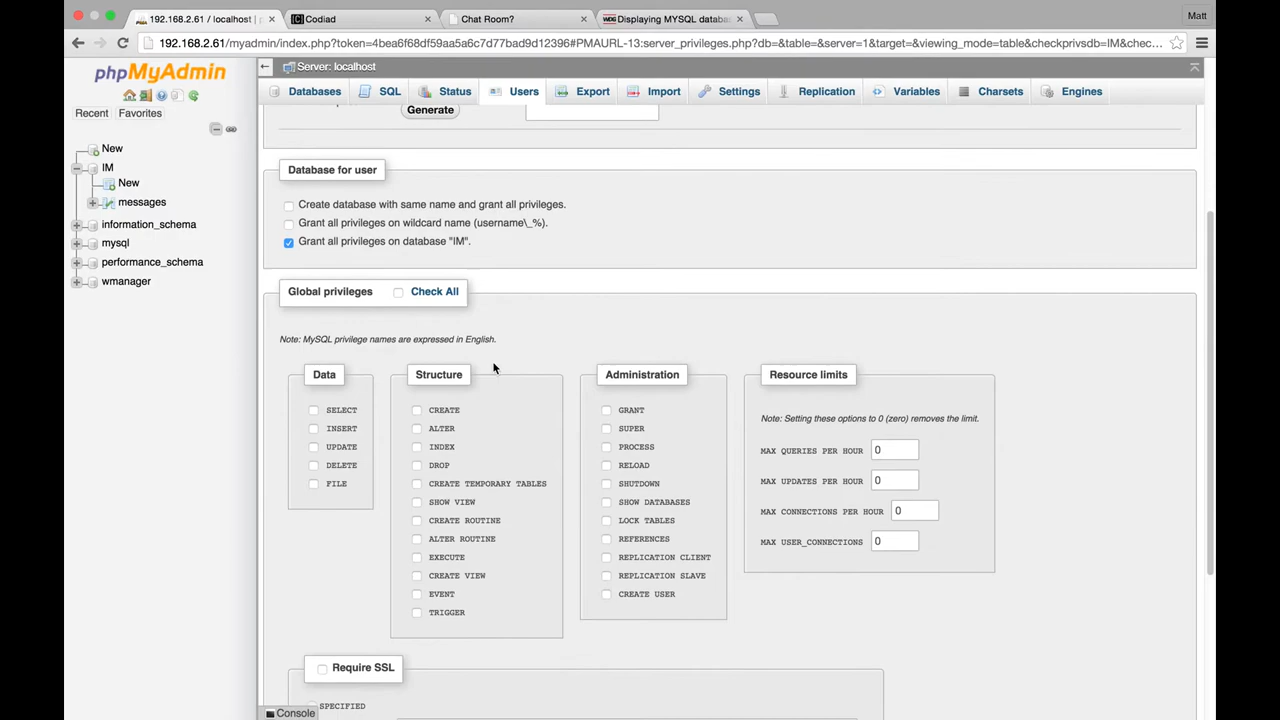 192.168.2.61 / localhost |
Codiad
Chat Room?
WDG Displaying MYSQL databa
Matt
192.168.2.61/myadmin/index.php?token=4bea6f68df59aa5a6c7d77bad9d12396#PMAURL-13:server_privileges.php?db=&table=&server=1&target=&viewing_mode=table&checkprivsdb=IM&chec...
phpMyAdmin
Recent
Favorites
New
IM
New
messages
information_schema
mysql
performance_schema
wmanager
Server: localhost
Databases
SQL
Status
Users
Export
Import
Settings
Replication
Variables
Charsets
Engines
Generate
Database for user
Create database with same name and grant all privileges.
Grant all privileges on wildcard name (username\_%).
Grant all privileges on database "IM".
Global privileges
Check All
Note: MySQL privilege names are expressed in English.
Data
SELECT
INSERT
UPDATE
DELETE
FILE
Structure
CREATE
ALTER
INDEX
DROP
CREATE TEMPORARY TABLES
SHOW VIEW
CREATE ROUTINE
ALTER ROUTINE
EXECUTE
CREATE VIEW
EVENT
TRIGGER
Administration
GRANT
SUPER
PROCESS
RELOAD
SHUTDOWN
SHOW DATABASES
LOCK TABLES
REFERENCES
REPLICATION CLIENT
REPLICATION SLAVE
CREATE USER
Resource limits
Note: Setting these options to 0 (zero) removes the limit.
MAX QUERIES PER HOUR 0
MAX UPDATES PER HOUR 0
MAX CONNECTIONS PER HOUR 0
MAX USER_CONNECTIONS 0
Require SSL
SPECIFIED
Console